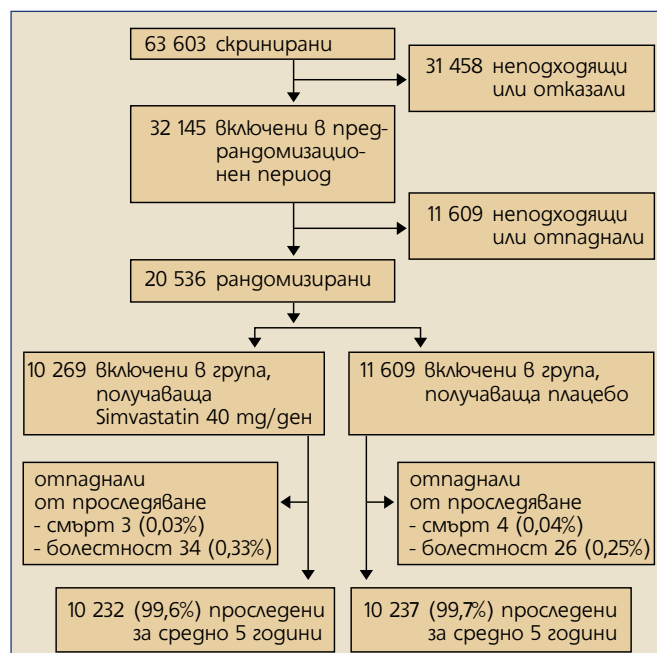 63 603 скринирани
31 458 неподходящи
или отказали
32 145 включени в пред-
рандомизацио-
нен период
11 609 неподходящи
или отпаднали
20 536 рандомизирани
10 269 включени в група,
получаваща
Simvastatin 40 mg/ден
11 609 включени в група,
получаваща плацебо
отпаднали
от проследяване
- смърт 3 (0,03%)
- болестност 34 (0,33%)
отпаднали
от проследяване
- смърт 4 (0,04%)
- болестност 26 (0,25%)
10 232 (99,6%) проследени
за средно 5 години
10 237 (99,7%) проследени
за средно 5 години